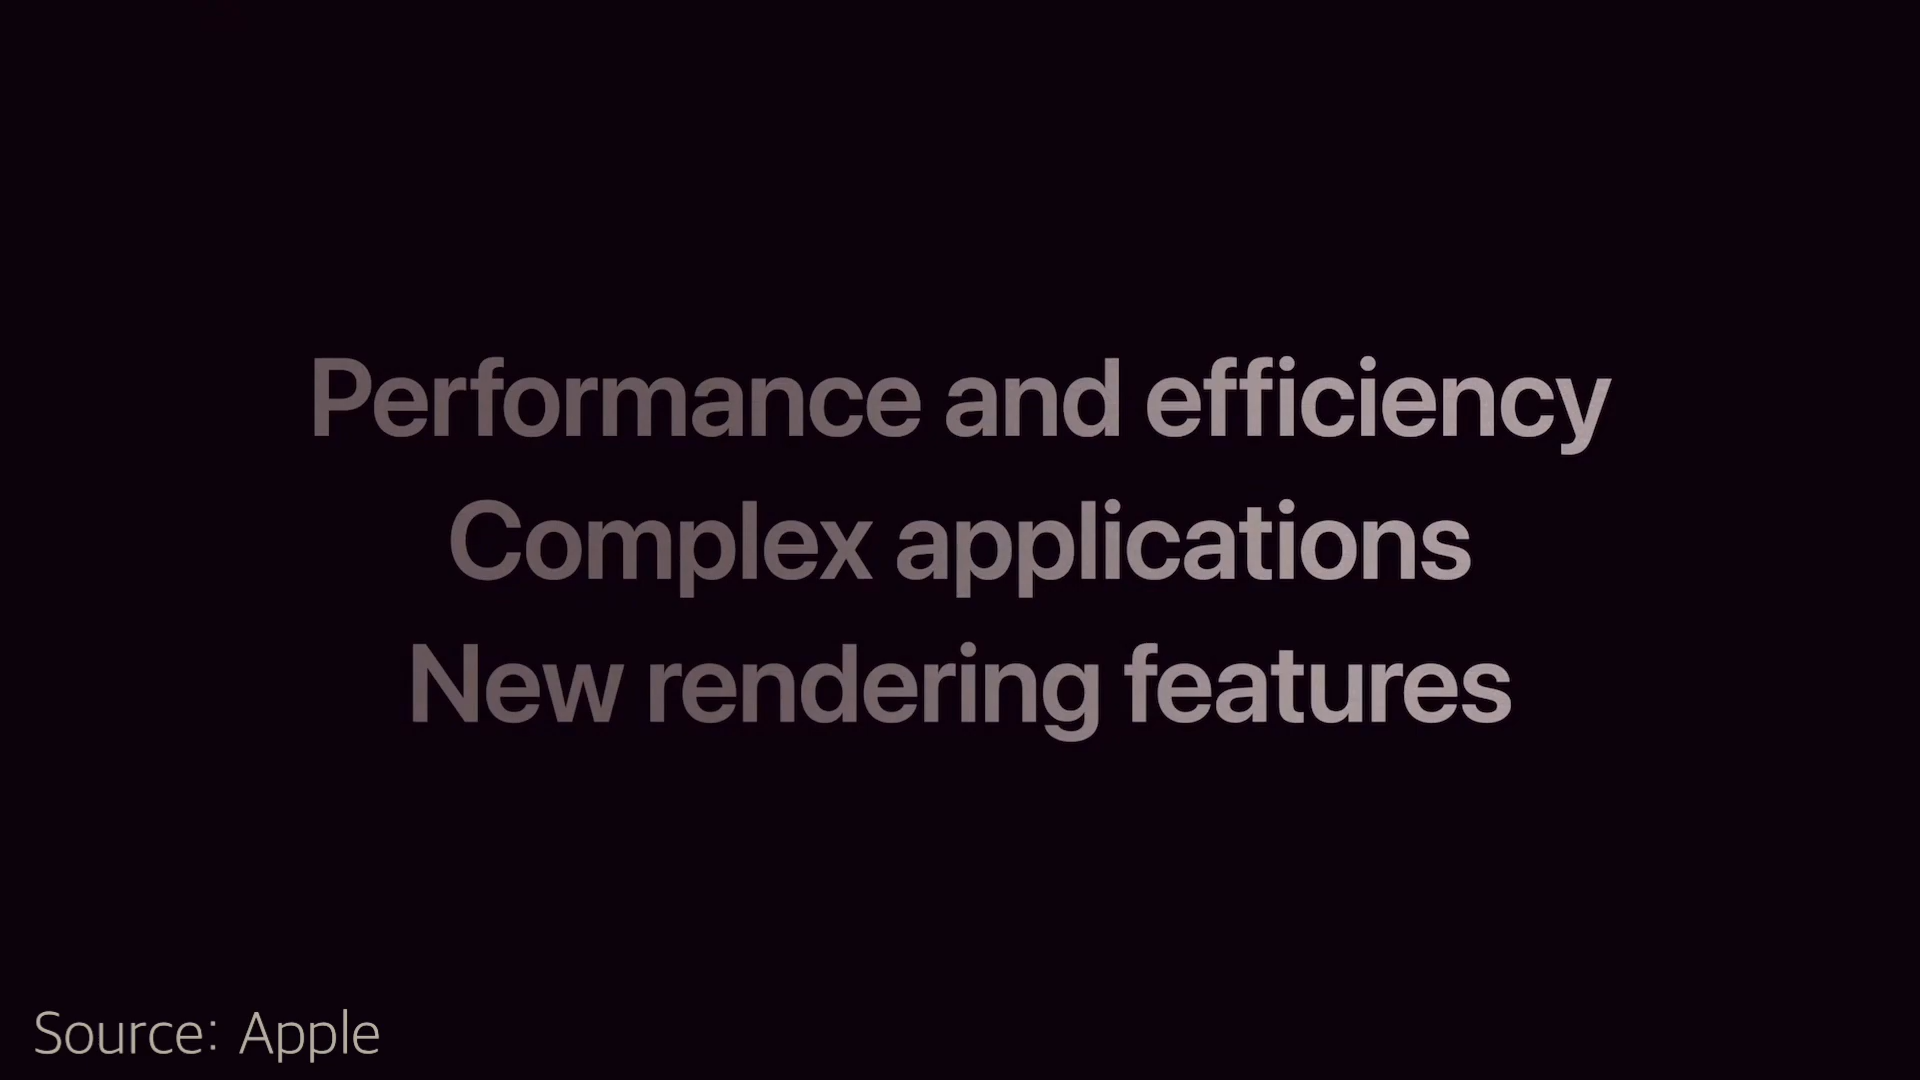 Performance and efficiency
Complex applications
New rendering features
Source: Apple